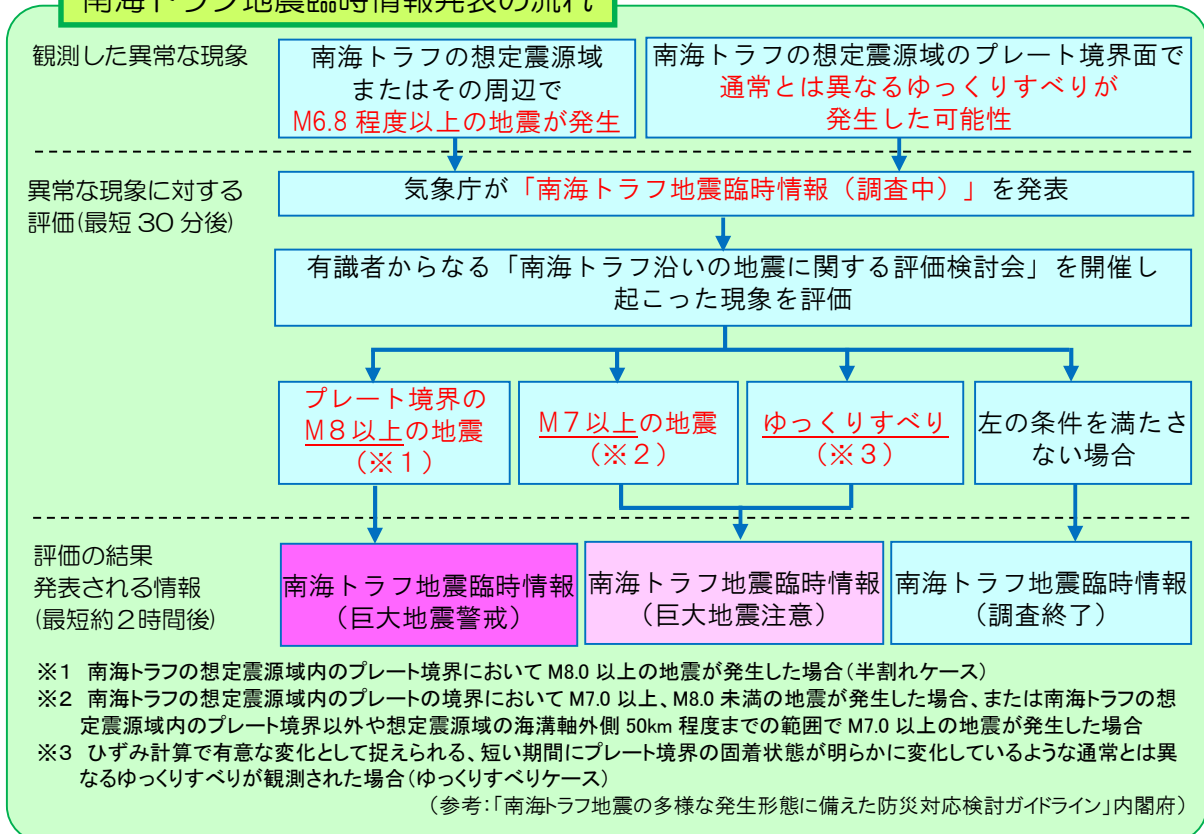 南海トラフ地震臨時情報発表の流れ
観測した異常な現象
南海トラフの想定震源域
またはその周辺で
M6.8 程度以上の地震が発生
南海トラフの想定震源域のプレート境界面で
通常とは異なるゆっくりすべりが
発生した可能性
異常な現象に対する
評価(最短 30 分後)
気象庁が「南海トラフ地震臨時情報（調査中）」を発表
有識者からなる「南海トラフ沿いの地震に関する評価検討会」を開催し
起こった現象を評価
プレート境界の
M８以上の地震
（※１）
M７以上の地震
（※２）
ゆっくりすべり
（※３）
左の条件を満たさ
ない場合
評価の結果
発表される情報
(最短約２時間後)
南海トラフ地震臨時情報
（巨大地震警戒）
南海トラフ地震臨時情報
（巨大地震注意）
南海トラフ地震臨時情報
（調査終了）
※１ 南海トラフの想定震源域内のプレート境界において M8.0 以上の地震が発生した場合（半割れケース）
※２ 南海トラフの想定震源域内のプレートの境界において M7.0 以上、M8.0 未満の地震が発生した場合、または南海トラフの想
定震源域内のプレート境界以外や想定震源域の海溝軸外側 50km 程度までの範囲で M7.0 以上の地震が発生した場合
※３ ひずみ計算で有意な変化として捉えられる、短い期間にプレート境界の固着状態が明らかに変化しているような通常とは異
なるゆっくりすべりが観測された場合（ゆっくりすべりケース）
（参考：「南海トラフ地震の多様な発生形態に備えた防災対応検討ガイドライン」内閣府）